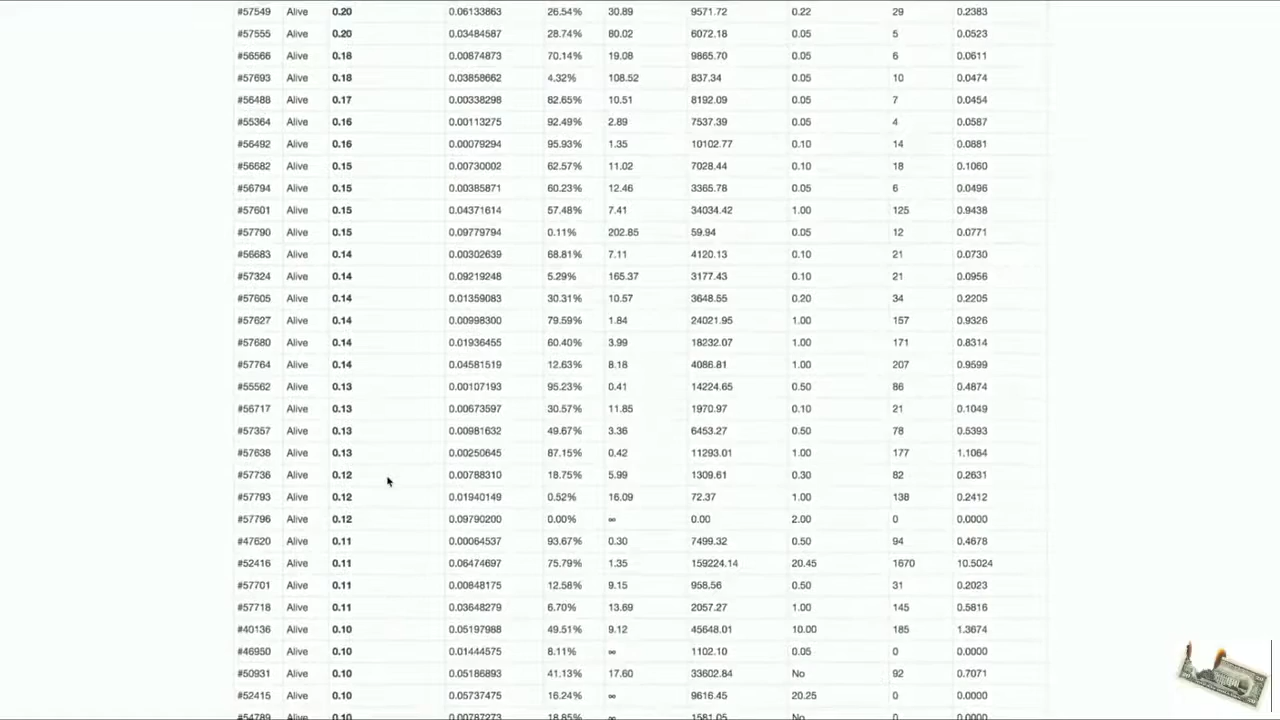 #57549 Alive 0.20 0.06133863 26.54% 30.89 9571.72 0.22 29 0.2383
#57555 Alive 0.20 0.03484587 28.74% 80.02 6072.18 0.05 5 0.0523
#56566 Alive 0.18 0.00874873 70.14% 19.08 9865.70 0.05 6 0.0611
#57693 Alive 0.18 0.03858662 4.32% 108.52 837.34 0.05 10 0.0474
#56488 Alive 0.17 0.00338298 82.65% 10.51 8192.09 0.05 7 0.0454
#55364 Alive 0.16 0.00113275 92.49% 2.89 7537.39 0.05 4 0.0587
#56492 Alive 0.16 0.00079294 95.93% 1.35 10102.77 0.10 14 0.0881
#56682 Alive 0.15 0.00730002 62.57% 11.02 7028.44 0.10 18 0.1060
#56794 Alive 0.15 0.00385871 60.23% 12.46 3365.78 0.05 6 0.0496
#57601 Alive 0.15 0.04371614 57.48% 7.41 34034.42 1.00 125 0.9438
#57790 Alive 0.15 0.09779794 0.11% 202.85 59.94 0.05 12 0.0771
#56683 Alive 0.14 0.00302639 68.81% 7.11 4120.13 0.10 21 0.0730
#57324 Alive 0.14 0.09219248 5.29% 165.37 3177.43 0.10 21 0.0956
#57605 Alive 0.14 0.01359083 30.31% 10.57 3648.55 0.20 34 0.2205
#57627 Alive 0.14 0.00998300 79.59% 1.84 24021.95 1.00 157 0.9326
#57680 Alive 0.14 0.01936455 60.40% 3.99 18232.07 1.00 171 0.8314
#57764 Alive 0.14 0.04581519 12.63% 8.18 4086.81 1.00 207 0.9599
#55562 Alive 0.13 0.00107193 95.23% 0.41 14224.65 0.50 86 0.4874
#56717 Alive 0.13 0.00673597 30.57% 11.85 1970.97 0.10 21 0.1049
#57357 Alive 0.13 0.00981632 49.67% 3.36 6453.27 0.50 78 0.5393
#57638 Alive 0.13 0.00250645 87.15% 0.42 11293.01 1.00 177 1.1064
#57736 Alive 0.12 0.00788310 18.75% 5.99 1309.61 0.30 82 0.2631
#57793 Alive 0.12 0.01940149 0.52% 16.09 72.37 1.00 138 0.2412
#57796 Alive 0.12 0.09790200 0.00% ∞ 0.00 2.00 0 0.0000
#47620 Alive 0.11 0.00064537 93.67% 0.30 7499.32 0.50 94 0.4678
#52416 Alive 0.11 0.06474697 75.79% 1.35 159224.14 20.45 1670 10.5024
#57701 Alive 0.11 0.00848175 12.58% 9.15 958.56 0.50 31 0.2023
#57718 Alive 0.11 0.03648279 6.70% 13.69 2057.27 1.00 145 0.5816
#40136 Alive 0.10 0.05197988 49.51% 9.12 45648.01 10.00 185 1.3674
#46950 Alive 0.10 0.01444575 8.11% ∞ 1102.10 0.05 0 0.0000
#50931 Alive 0.10 0.05186893 41.13% 17.60 33602.84 No 92 0.7071
#52415 Alive 0.10 0.05737475 16.24% ∞ 9616.45 20.25 0 0.0000
#54789 Alive 0.10 0.00787273 18.85% ∞ 1581.05 No 0 0.0000